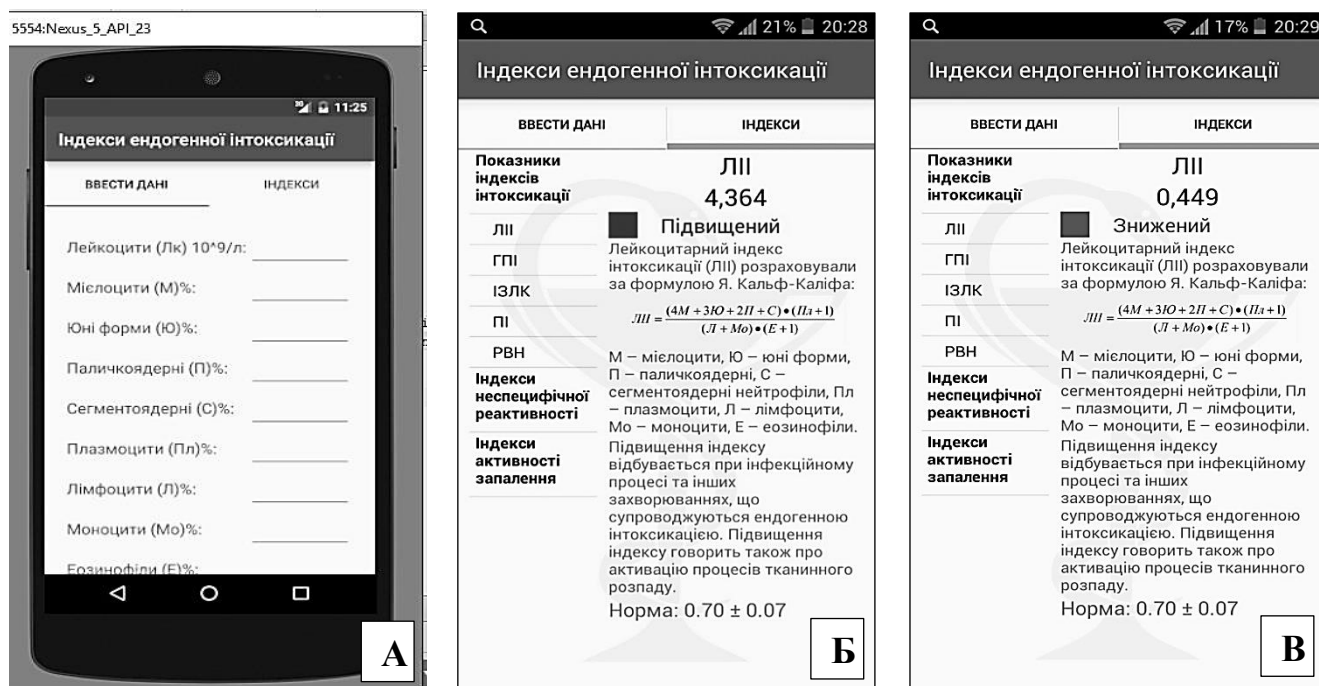 5554:Nexus_5_API_23
3G 11:25
Індекси ендогенної інтоксикації
ВВЕСТИ ДАНІ ІНДЕКСИ
Лейкоцити (Лк) 10^9/л:
Мієлоцити (М)%:
Юні форми (Ю)%:
Паличкоядерні (П)%:
Сегментоядерні (С)%:
Плазмоцити (Пл)%:
Лімфоцити (Л)%:
Моноцити (Мо)%:
Еозинофіли (Е)%:
А
21% 20:28
Індекси ендогенної інтоксикації
ВВЕСТИ ДАНІ ІНДЕКСИ
Показники
індексів
інтоксикації
ЛІІ
ГПІ
ІЗЛК
ПІ
РВН
Індекси
неспецифічної
реактивності
Індекси
активності
запалення
ЛІІ
4,364
Підвищений
Лейкоцитарний індекс
інтоксикації (ЛІІ) розраховували
за формулою Я. Кальф-Каліфа:
ЛІІ = (4М + 3Ю + 2П + С) • (Пл + 1)
(Л + Мо) • (Е + 1)
М – мієлоцити, Ю – юні форми,
П – паличкоядерні, С –
сегментоядерні нейтрофіли, Пл
– плазмоцити, Л – лімфоцити,
Мо – моноцити, Е – еозинофіли.
Підвищення індексу
відбувається при інфекційному
процесі та інших
захворюваннях, що
супроводжуються ендогенною
інтоксикацією. Підвищення
індексу говорить також про
активацію процесів тканинного
розпаду.
Норма: 0.70 ± 0.07
Б
17% 20:29
Індекси ендогенної інтоксикації
ВВЕСТИ ДАНІ ІНДЕКСИ
Показники
індексів
інтоксикації
ЛІІ
ГПІ
ІЗЛК
ПІ
РВН
Індекси
неспецифічної
реактивності
Індекси
активності
запалення
ЛІІ
0,449
Знижений
Лейкоцитарний індекс
інтоксикації (ЛІІ) розраховували
за формулою Я. Кальф-Каліфа:
ЛІІ = (4М + 3Ю + 2П + С) • (Пл + 1)
(Л + Мо) • (Е + 1)
М – мієлоцити, Ю – юні форми,
П – паличкоядерні, С –
сегментоядерні нейтрофіли, Пл
– плазмоцити, Л – лімфоцити,
Мо – моноцити, Е – еозинофіли.
Підвищення індексу
відбувається при інфекційному
процесі та інших
захворюваннях, що
супроводжуються ендогенною
інтоксикацією. Підвищення
індексу говорить також про
активацію процесів тканинного
розпаду.
Норма: 0.70 ± 0.07
В